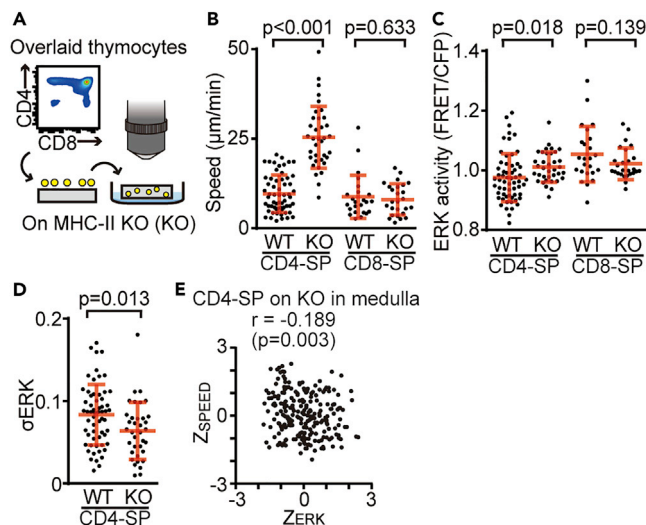 A
Overlaid thymocytes
CD4
CD8
On MHC-II KO (KO)
B
p<0.001 p=0.633
Speed (μm/min)
50
25
0
WT KO WT KO
CD4-SP CD8-SP
C
p=0.018 p=0.139
ERK activity (FRET/CFP)
1.4
1.2
1.0
0.8
WT KO WT KO
CD4-SP CD8-SP
D
p=0.013
σERK
0.2
0.1
0
WT KO
CD4-SP
E
CD4-SP on KO in medulla
r = -0.189
(p=0.003)
ZSPEED
3
0
-3
-3 0 3
ZERK